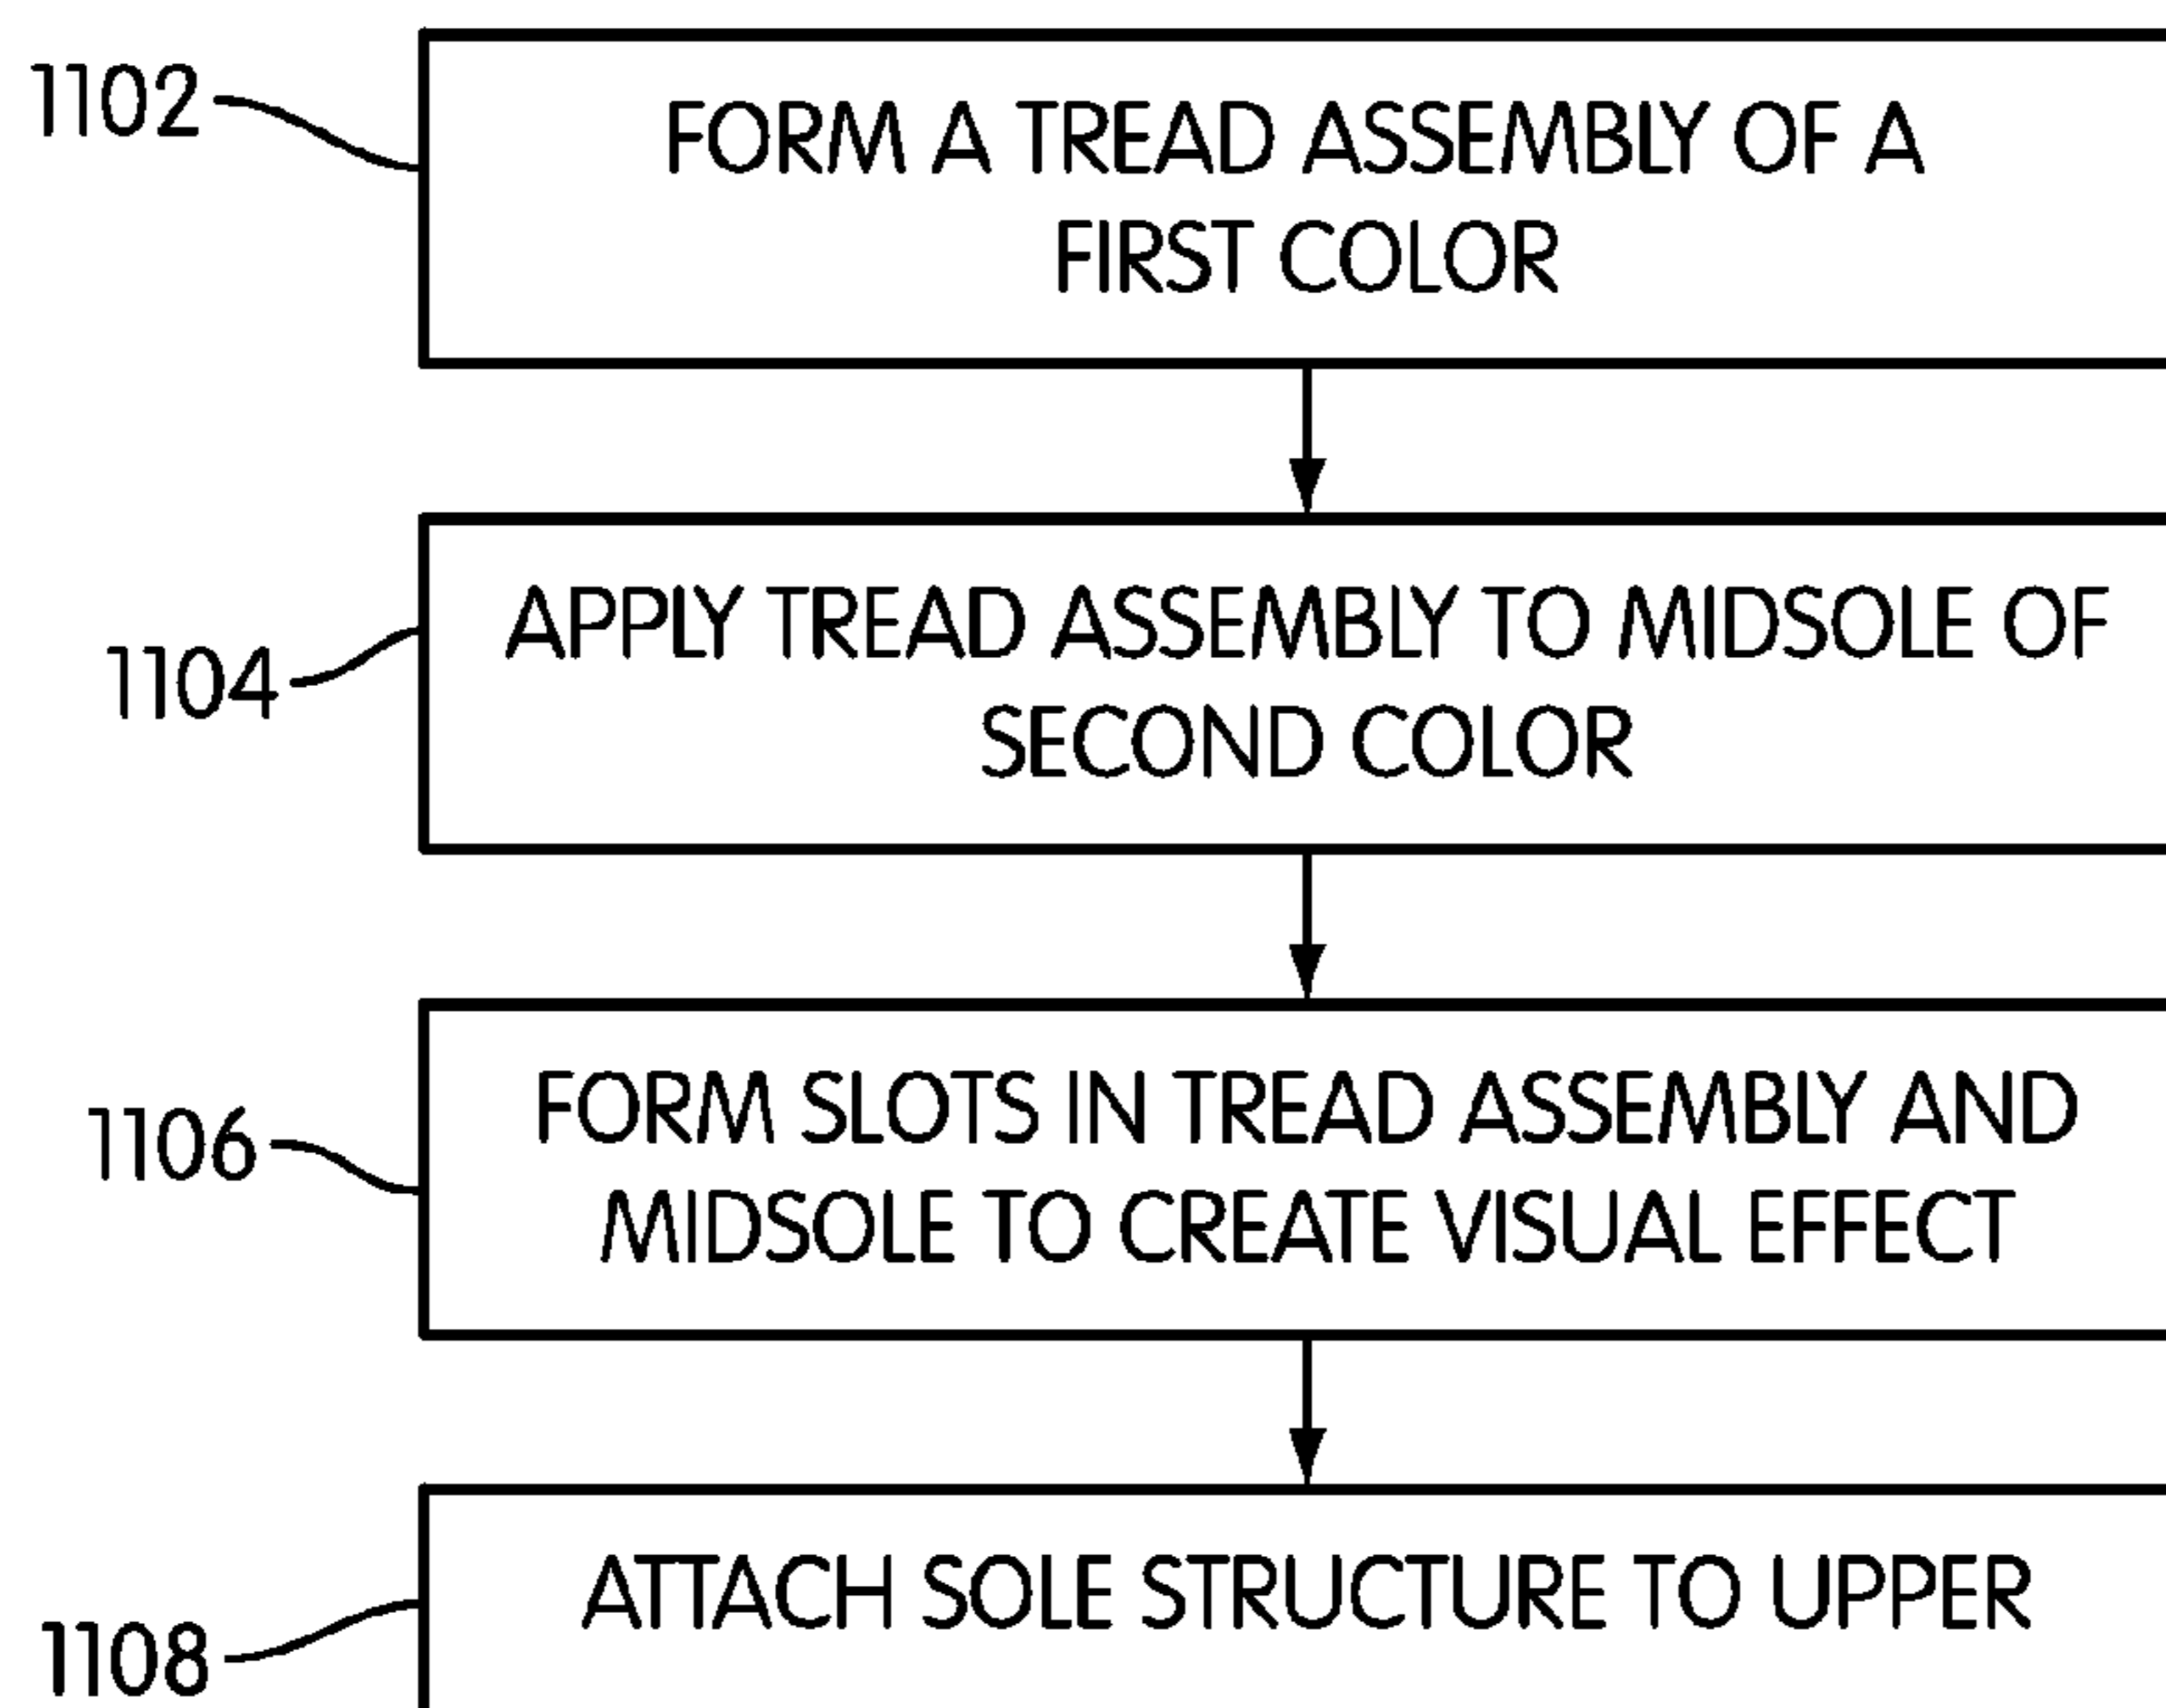 1102
FORM A TREAD ASSEMBLY OF A
FIRST COLOR
1104
APPLY TREAD ASSEMBLY TO MIDSOLE OF
SECOND COLOR
1106
FORM SLOTS IN TREAD ASSEMBLY AND
MIDSOLE TO CREATE VISUAL EFFECT
1108
ATTACH SOLE STRUCTURE TO UPPER